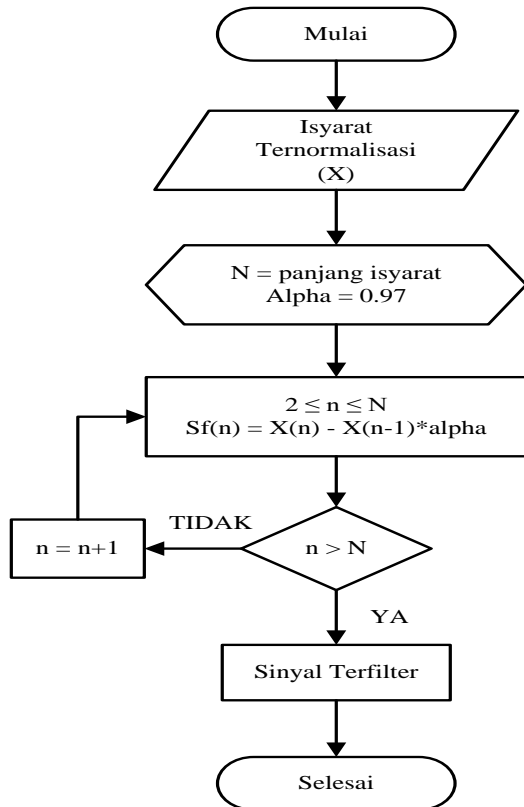 Mulai
Isyarat
Ternormalisasi
(X)
N = panjang isyarat
Alpha = 0.97
2 ≤ n ≤ N
Sf(n) = X(n) - X(n-1)*alpha
TIDAK
n = n+1
n > N
YA
Sinyal Terfilter
Selesai